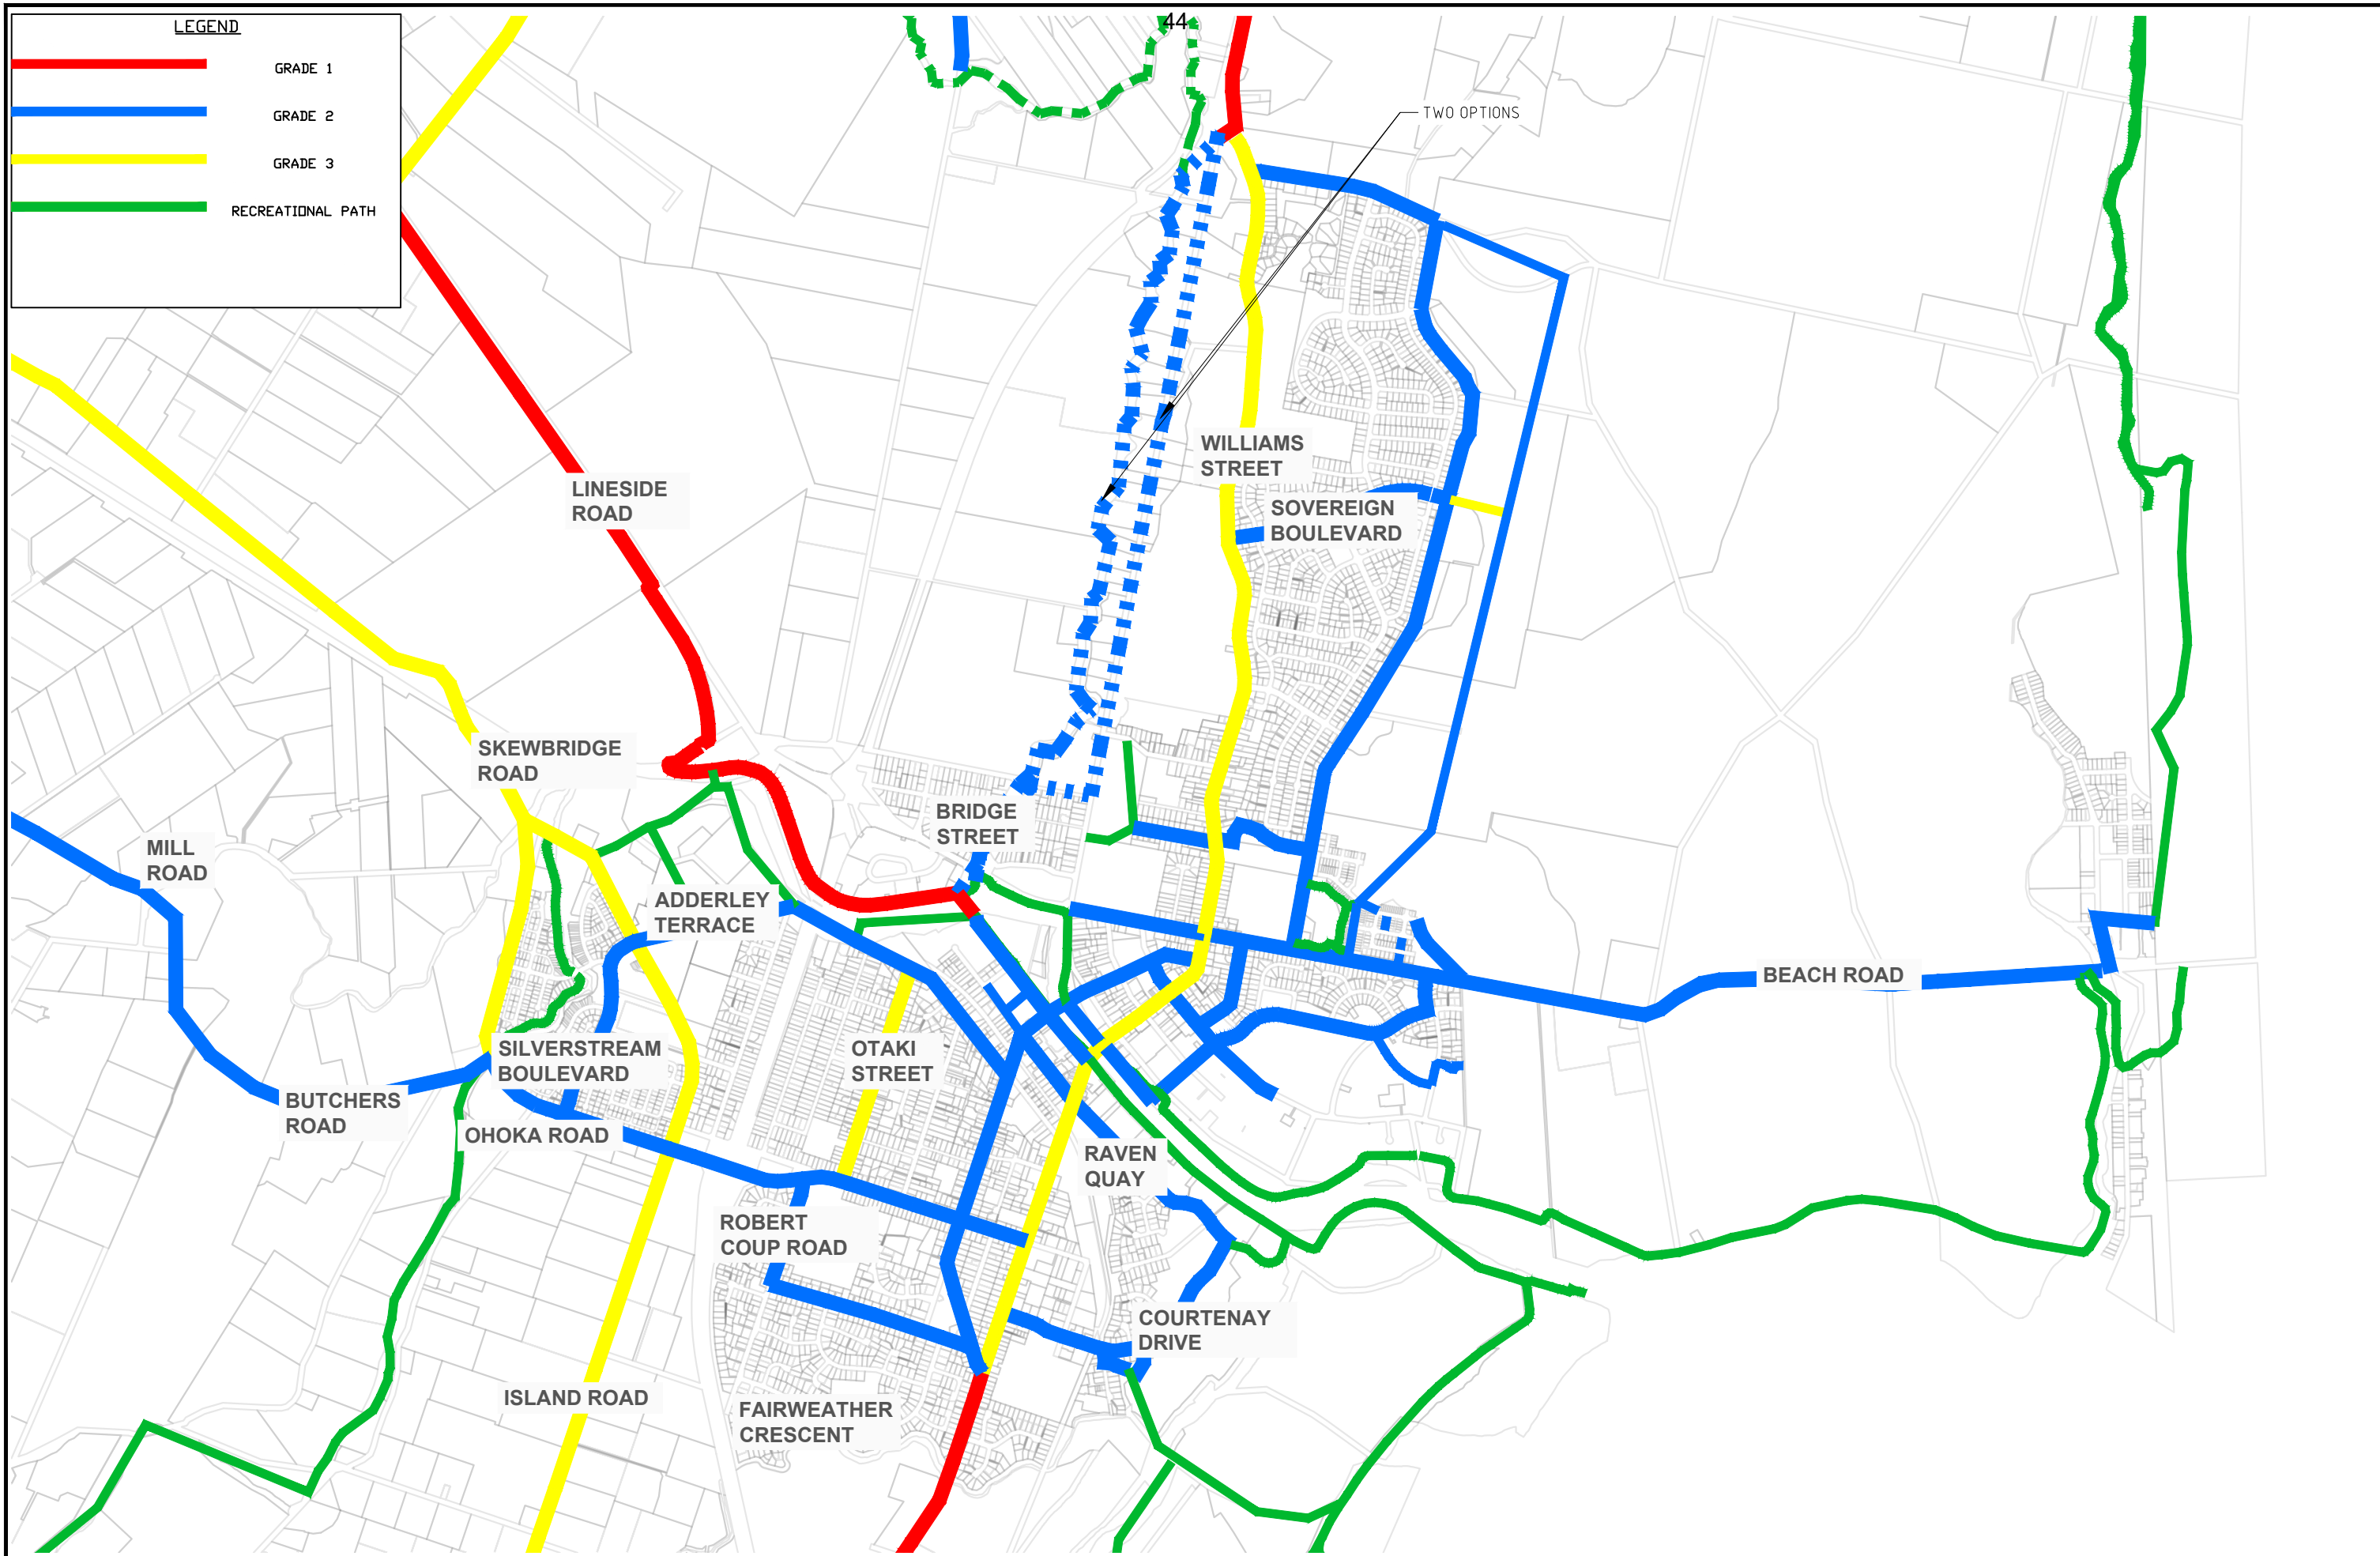 44
LEGEND
GRADE 1
GRADE 2
GRADE 3
RECREATIONAL PATH
TWO OPTIONS
WILLIAMS
STREET
LINESIDE
ROAD
SOVEREIGN
BOULEVARD
SKEWBRIDGE
ROAD
BRIDGE
STREET
MILL
ROAD
ADDERLEY
TERRACE
BEACH ROAD
SILVERSTREAM
BOULEVARD
OTAKI
STREET
BUTCHERS
ROAD
OHOKA ROAD
RAVEN
QUAY
ROBERT
COUP ROAD
COURTENAY
DRIVE
ISLAND ROAD
FAIRWEATHER
CRESCENT